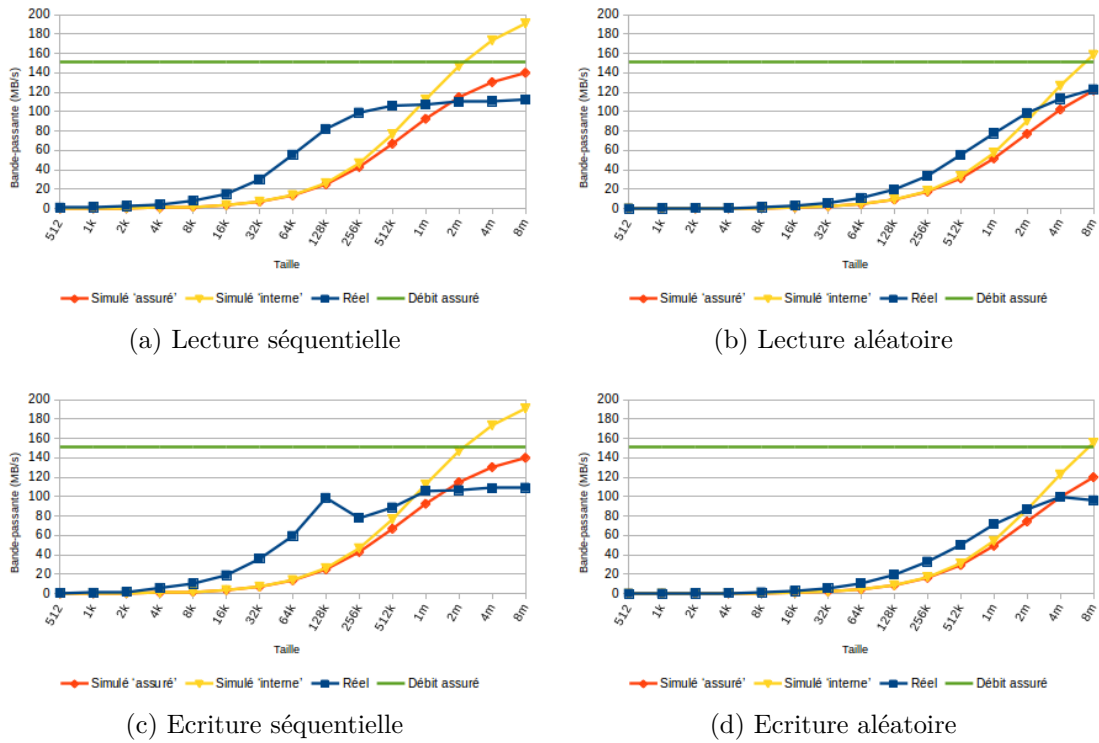 200
180
160
140
120
100
80
60
40
20
0
Bande-passante (MB/s)
512 1k 2k 4k 8k 16k 32k 64k 128k 256k 512k 1m 2m 4m 8m
Taille
Simulé 'assuré' Simulé 'interne' Réel Débit assuré
(a) Lecture séquentielle
200
180
160
140
120
100
80
60
40
20
0
Bande-passante (MB/s)
512 1k 2k 4k 8k 16k 32k 64k 128k 256k 512k 1m 2m 4m 8m
Taille
Simulé 'assuré' Simulé 'interne' Réel Débit assuré
(b) Lecture aléatoire
200
180
160
140
120
100
80
60
40
20
0
Bande-passante (MB/s)
512 1k 2k 4k 8k 16k 32k 64k 128k 256k 512k 1m 2m 4m 8m
Taille
Simulé 'assuré' Simulé 'interne' Réel Débit assuré
(c) Ecriture séquentielle
200
180
160
140
120
100
80
60
40
20
0
Bande-passante (MB/s)
512 1k 2k 4k 8k 16k 32k 64k 128k 256k 512k 1m 2m 4m 8m
Taille
Simulé 'assuré' Simulé 'interne' Réel Débit assuré
(d) Ecriture aléatoire